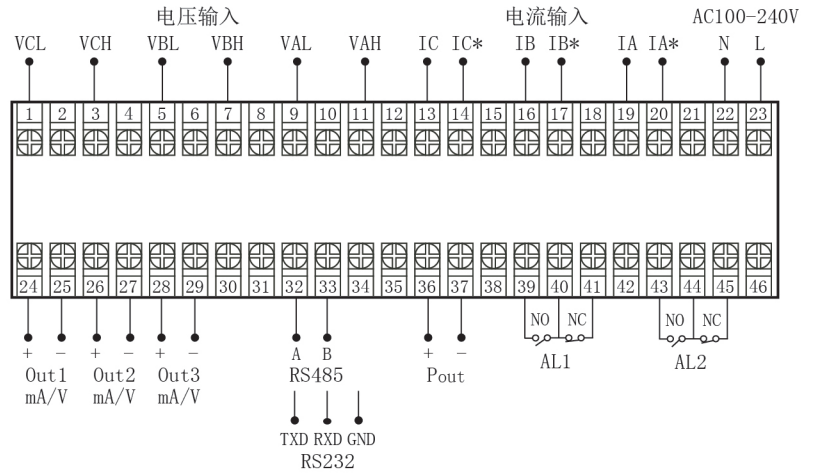 电压输入 电流输入 AC100-240V
VCL VCH VBL VBH VAL VAH IC IC* IB IB* IA IA* N L
1 2 3 4 5 6 7 8 9 10 11 12 13 14 15 16 17 18 19 20 21 22 23
24 25 26 27 28 29 30 31 32 33 34 35 36 37 38 39 40 41 42 43 44 45 46
NO NC NO NC
+ - + - + - A B + -
Out1 Out2 Out3 RS485 Pout AL1 AL2
mA/V mA/V mA/V
TXD RXD GND
RS232